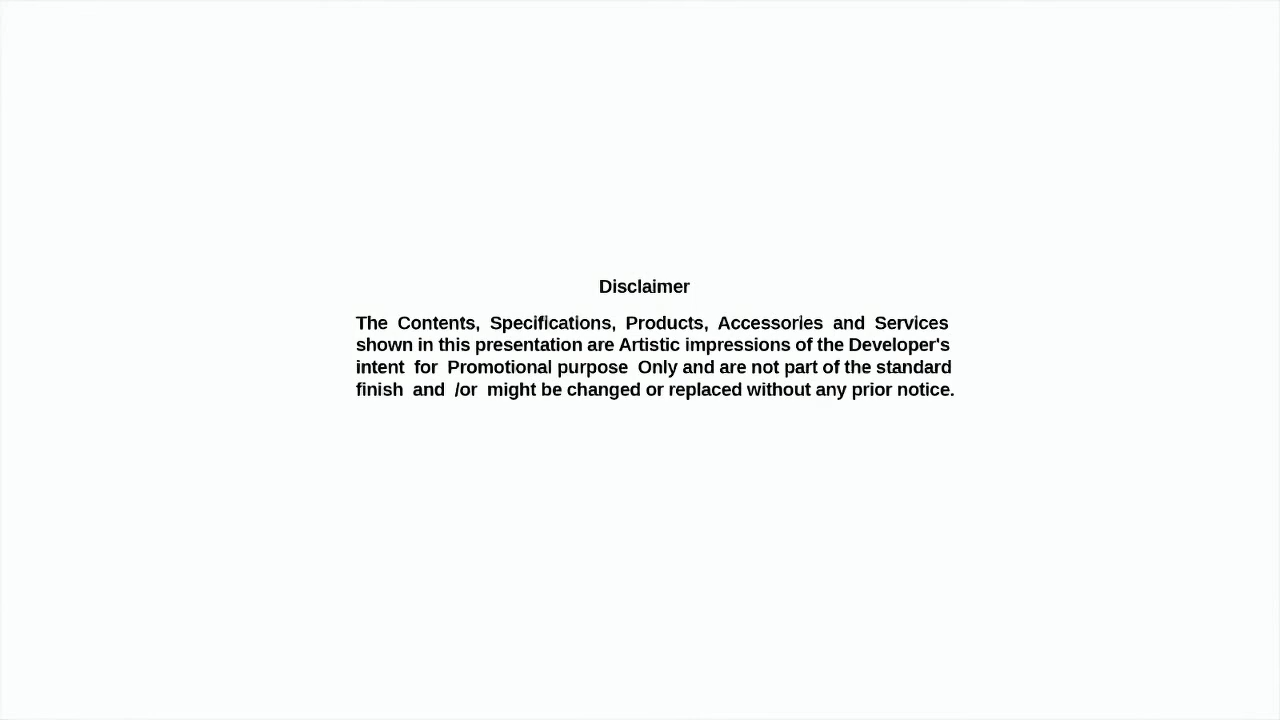 Disclaimer
The Contents, Specifications, Products, Accessories and Services
shown in this presentation are Artistic impressions of the Developer's
intent for Promotional purpose Only and are not part of the standard
finish and /or might be changed or replaced without any prior notice.